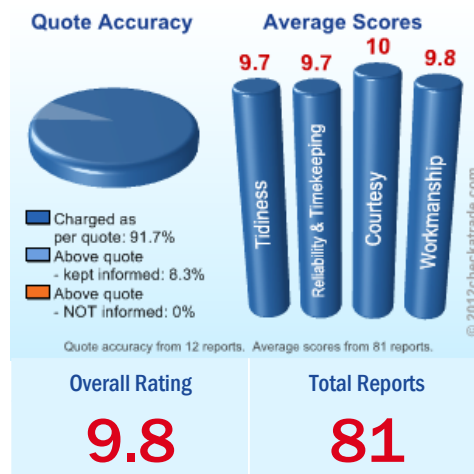 Quote Accuracy
Charged as
per quote: 91.7%
Above quote
- kept informed: 8.3%
Above quote
- NOT informed: 0%
Average Scores
9.7
9.7
10
9.8
Tidiness
Reliability & Timekeeping
Courtesy
Workmanship
© 2012checkatrade.com
Quote accuracy from 12 reports. Average scores from 81 reports.
Overall Rating
9.8
Total Reports
81